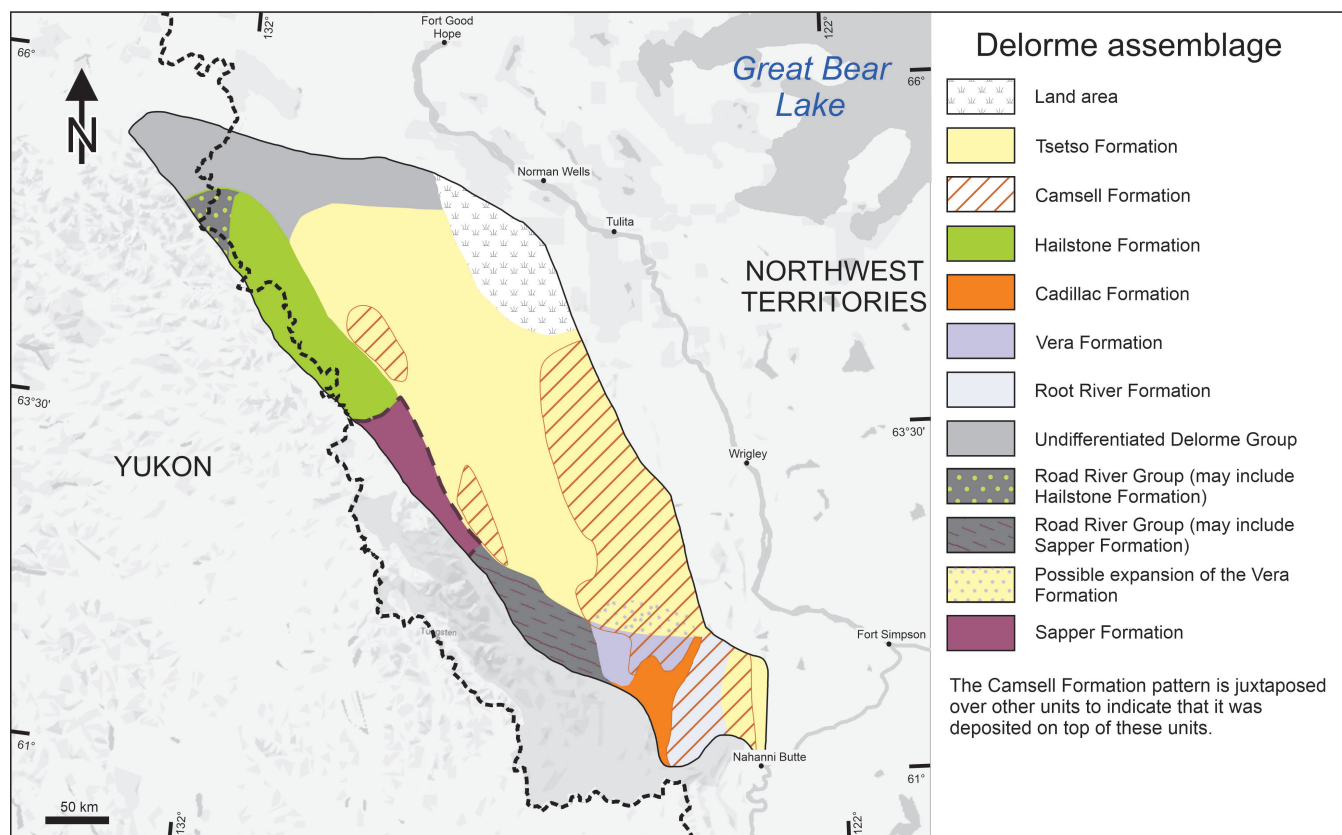 132°
Fort Good
Hope
122°
66°
66°
N
Great Bear
Lake
Norman Wells
Tulita
NORTHWEST
TERRITORIES
63°30'
63°30'
Wrigley
YUKON
Tungsten
Fort Simpson
61°
Nahanni Butte
61°
50 km
132°
122°
Delorme assemblage
Land area
Tsetso Formation
Camsell Formation
Hailstone Formation
Cadillac Formation
Vera Formation
Root River Formation
Undifferentiated Delorme Group
Road River Group (may include
Hailstone Formation)
Road River Group (may include
Sapper Formation)
Possible expansion of the Vera
Formation
Sapper Formation
The Camsell Formation pattern is juxtaposed
over other units to indicate that it was
deposited on top of these units.